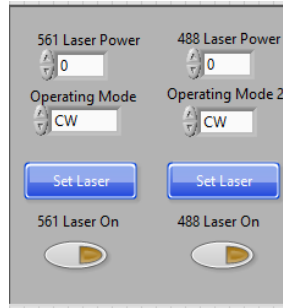 561 Laser Power 488 Laser Power
0 0
Operating Mode Operating Mode 2
CW CW
Set Laser Set Laser
561 Laser On 488 Laser On